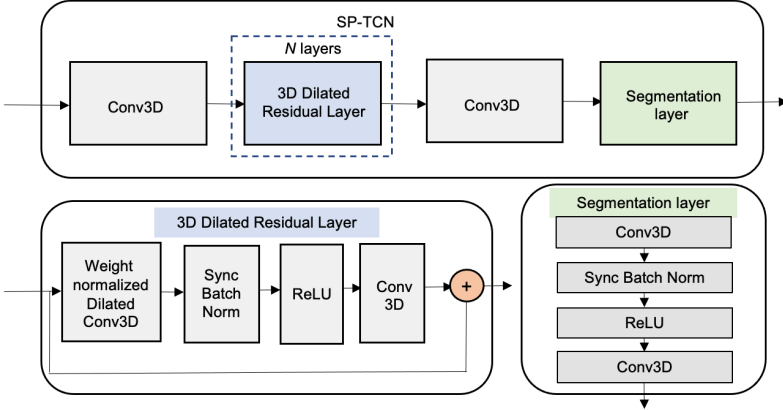 SP-TCN
N layers
Conv3D
3D Dilated
Residual Layer
Conv3D
Segmentation
layer
3D Dilated Residual Layer
Weight
normalized
Dilated
Conv3D
Sync
Batch
Norm
ReLU
Conv
3D
+
Segmentation layer
Conv3D
Sync Batch Norm
ReLU
Conv3D